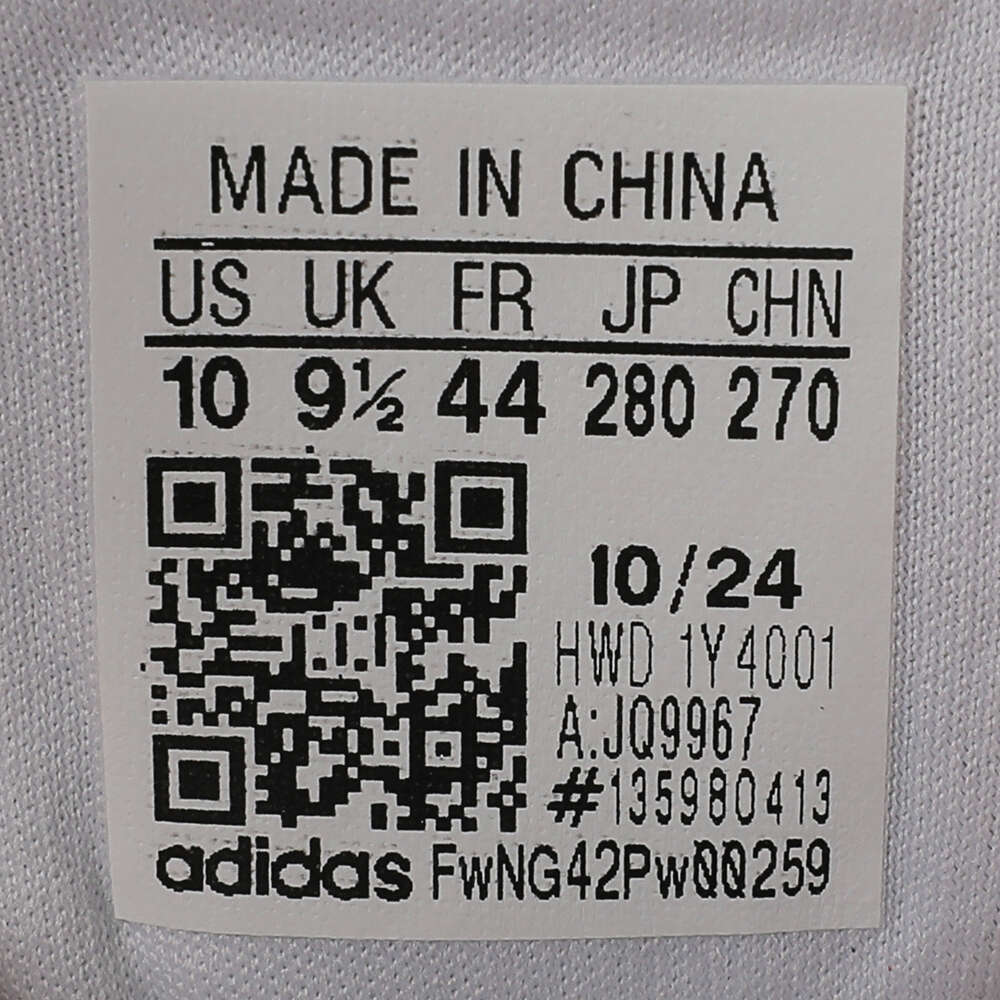 MADE IN CHINA
US UK FR JP CHN
10 9½ 44 280 270
10/24
HWD 1Y4001
A:JQ9967
#135980413
adidas FwNG42Pw00259